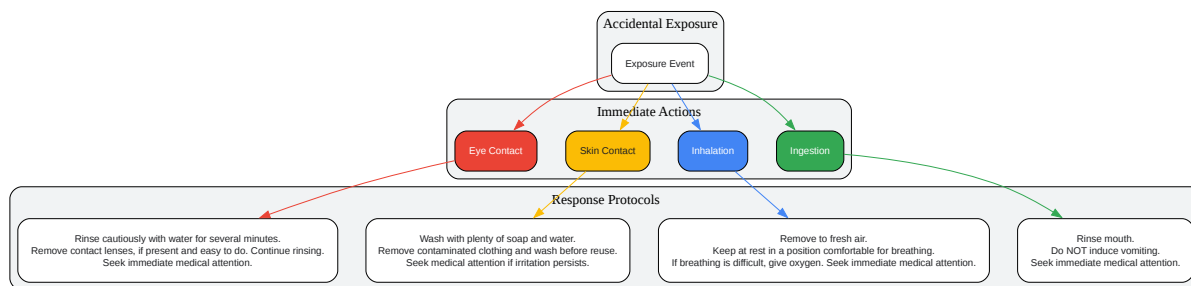 Accidental Exposure
Exposure Event
Immediate Actions
Eye Contact
Skin Contact
Inhalation
Ingestion
Response Protocols
Rinse cautiously with water for several minutes.
Remove contact lenses, if present and easy to do. Continue rinsing.
Seek immediate medical attention.
Wash with plenty of soap and water.
Remove contaminated clothing and wash before reuse.
Seek medical attention if irritation persists.
Remove to fresh air.
Keep at rest in a position comfortable for breathing.
If breathing is difficult, give oxygen. Seek immediate medical attention.
Rinse mouth.
Do NOT induce vomiting.
Seek immediate medical attention.